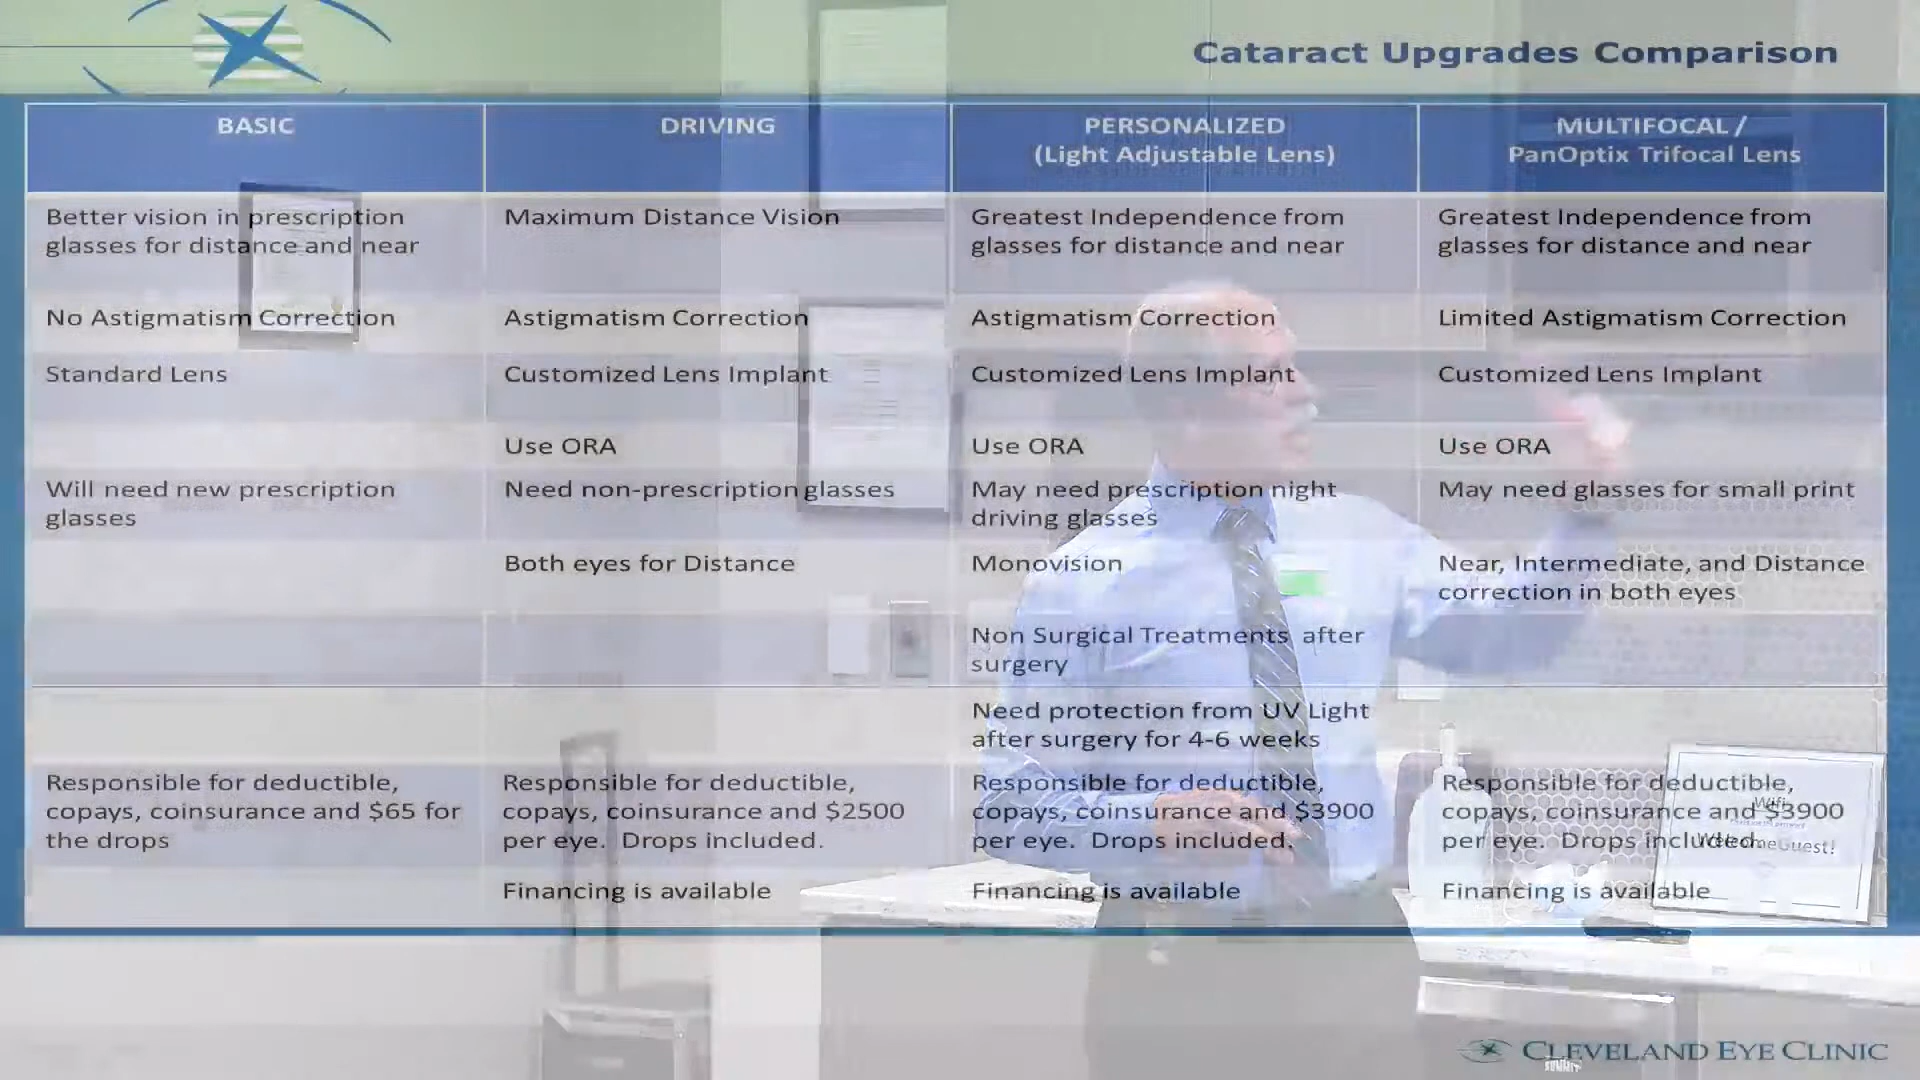 Cataract Upgrades Comparison
BASIC
DRIVING
PERSONALIZED
(Light Adjustable Lens)
MULTIFOCAL /
PanOptix Trifocal Lens
Better vision in prescription
glasses for distance and near
Maximum Distance Vision
Greatest Independence from
glasses for distance and near
Greatest Independence from
glasses for distance and near
No Astigmatism Correction
Astigmatism Correction
Astigmatism Correction
Limited Astigmatism Correction
Standard Lens
Customized Lens Implant
Customized Lens Implant
Customized Lens Implant
Use ORA
Use ORA
Use ORA
Will need new prescription
glasses
Need non-prescription glasses
May need prescription night
driving glasses
May need glasses for small print
Both eyes for Distance
Monovision
Near, Intermediate, and Distance
correction in both eyes
Non Surgical Treatments after
surgery
Need protection from UV Light
after surgery for 4-6 weeks
Responsible for deductible,
copays, coinsurance and $65 for
the drops
Responsible for deductible,
copays, coinsurance and $2500
per eye. Drops included.
Responsible for deductible,
copays, coinsurance and $3900
per eye. Drops included.
Responsible for deductible,
copays, coinsurance and $3900
per eye. Drops included.
Wifi
WelcomeGuest!
Financing is available
Financing is available
Financing is available
CLEVELAND EYE CLINIC